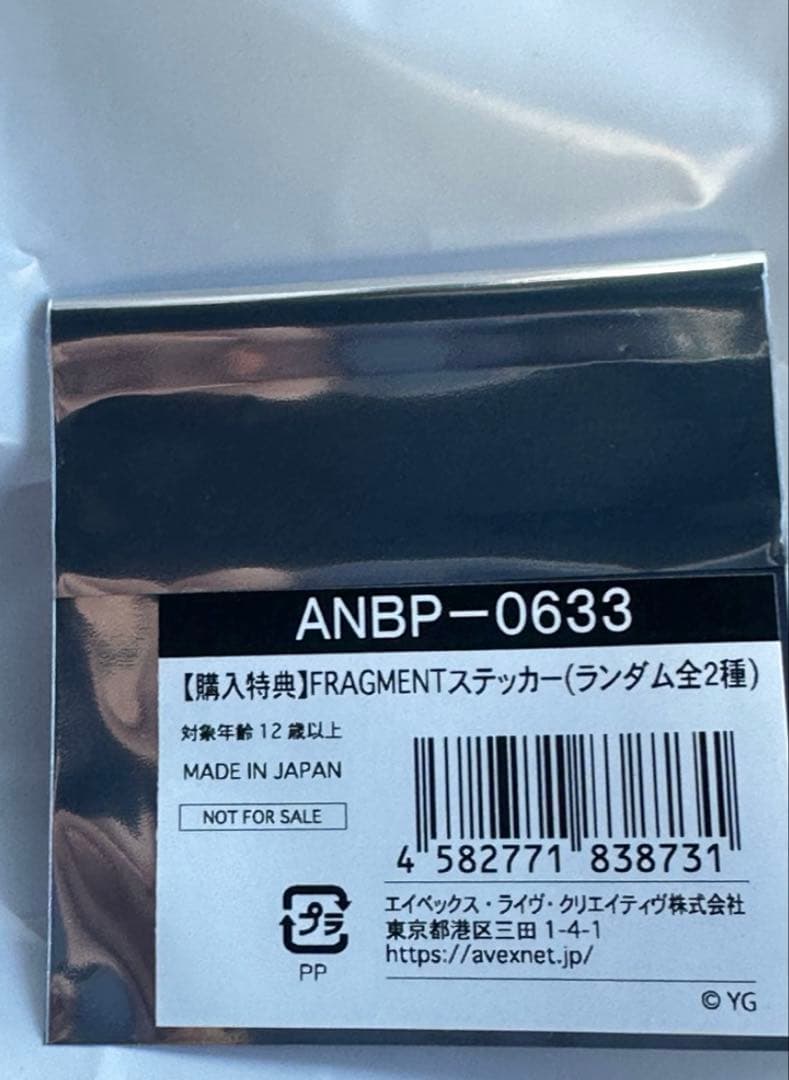 ANBP-0633
【購入特典】FRAGMENTステッカー(ランダム全2種)
対象年齢12歳以上
MADE IN JAPAN
NOT FOR SALE
4 582771 838731
プラ
PP
エイベックス・ライヴ・クリエイティヴ株式会社
東京都港区三田1-4-1
https://avexnet.jp/
© YG